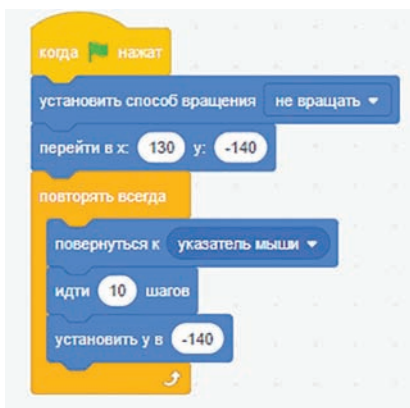 когда нажат
установить способ вращения не вращать
перейти в x: 130 y: -140
повторять всегда
повернуться к указатель мыши
идти 10 шагов
установить y в -140